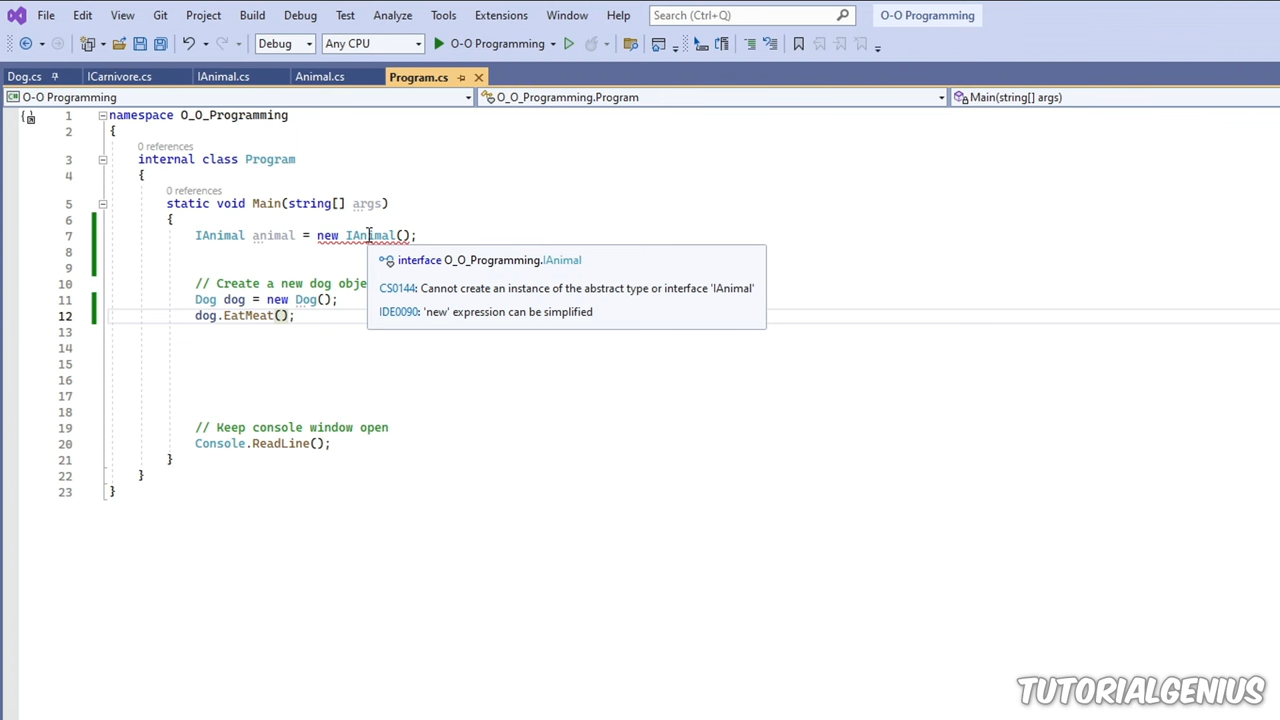 File Edit View Git Project Build Debug Test Analyze Tools Extensions Window Help Search (Ctrl+Q) O-O Programming
Debug Any CPU O-O Programming
Dog.cs ICarnivore.cs IAnimal.cs Animal.cs Program.cs
O-O Programming O_O_Programming.Program Main(string[] args)
1 namespace O_O_Programming
2 {
0 references
3 internal class Program
4 {
0 references
5 static void Main(string[] args)
6 {
7 IAnimal animal = new IAnimal();
8
interface O_O_Programming.IAnimal
9
10 // Create a new dog obje
CS0144: Cannot create an instance of the abstract type or interface 'IAnimal'
11 Dog dog = new Dog();
IDE0090: 'new' expression can be simplified
12 dog.EatMeat();
13
14
15
16
17
18
19 // Keep console window open
20 Console.ReadLine();
21 }
22 }
23 }
TUTORIALGENIUS